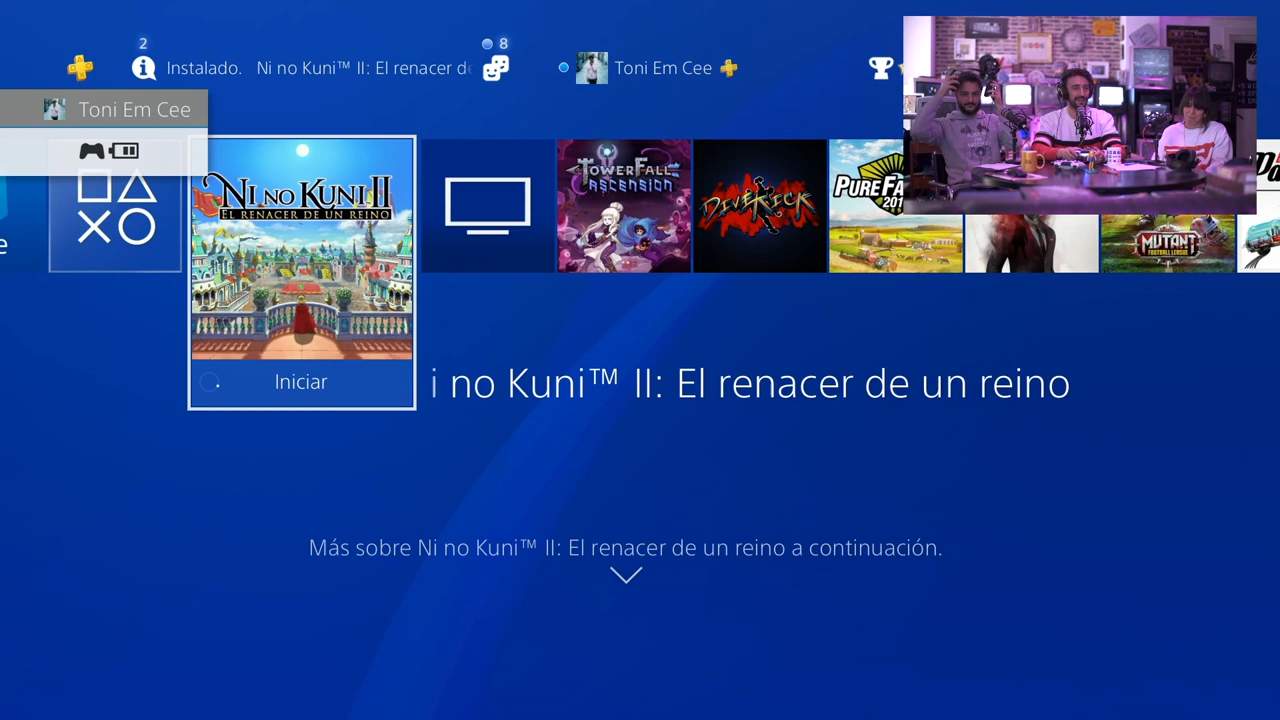 2
8
Instalado. Ni no Kuni™ II: El renacer d
Toni Em Cee
Toni Em Cee
e
NI NO KUNI II
EL RENACER DE UN REINO
TOWERFALL
ASCENSION
DIVEKICK
PURE FA
201
MUTANT
FOOTBALL LEAGUE
Iniciar
i no Kuni™ II: El renacer de un reino
Más sobre Ni no Kuni™ II: El renacer de un reino a continuación.